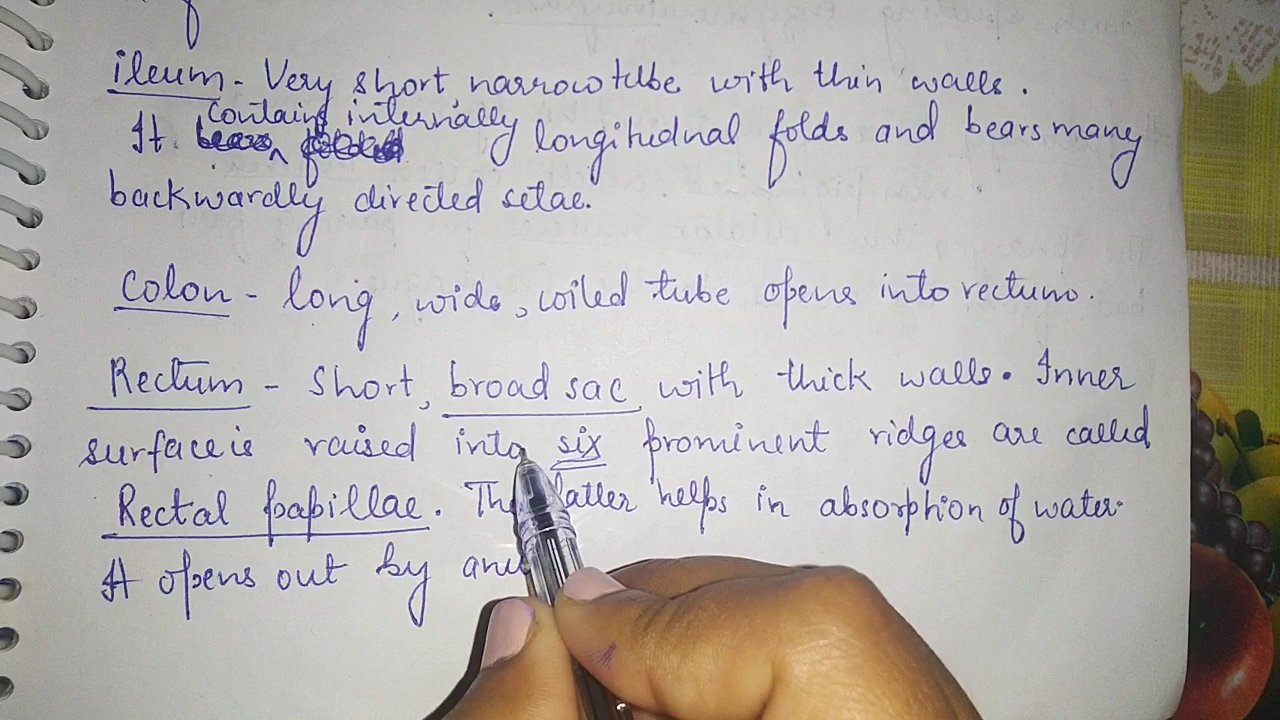 ileum - Very short, narrow tube with thin walls.
contains internally
It longitudnal folds and bears many
backwardly directed setae.
Colon - long, wide, coiled tube opens into rectum.
Rectum - Short, broad sac with thick walls. Inner
surface is raised into six prominent ridges are called
Rectal papillae. The latter helps in absorption of water.
It opens out by